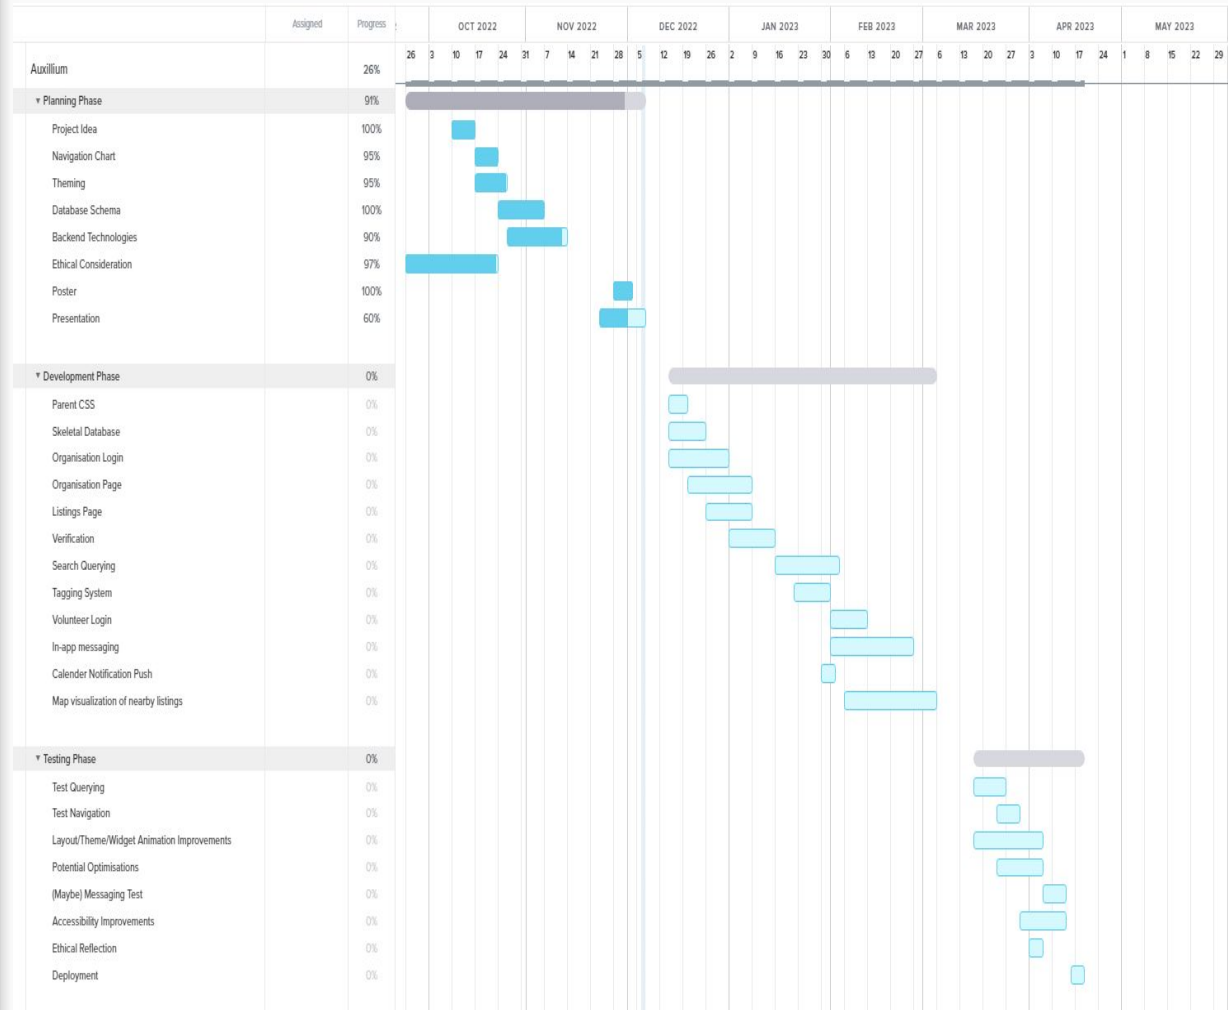 Assigned Progress OCT 2022 NOV 2022 DEC 2022 JAN 2023 FEB 2023 MAR 2023 APR 2023 MAY 2023
26 3 10 17 24 31 7 14 21 28 5 12 19 26 2 9 16 23 30 6 13 20 27 6 13 20 27 3 10 17 24 1 8 15 22 29
Auxillium 26%
Planning Phase 91%
Project Idea 100%
Navigation Chart 95%
Theming 95%
Database Schema 100%
Backend Technologies 90%
Ethical Consideration 97%
Poster 100%
Presentation 60%
Development Phase 0%
Parent CSS 0%
Skeletal Database 0%
Organisation Login 0%
Organisation Page 0%
Listings Page 0%
Verification 0%
Search Querying 0%
Tagging System 0%
Volunteer Login 0%
In-app messaging 0%
Calender Notification Push 0%
Map visualization of nearby listings 0%
Testing Phase 0%
Test Querying 0%
Test Navigation 0%
Layout/Theme/Widget Animation Improvements 0%
Potential Optimisations 0%
(Maybe) Messaging Test 0%
Accessibility Improvements 0%
Ethical Reflection 0%
Deployment 0%